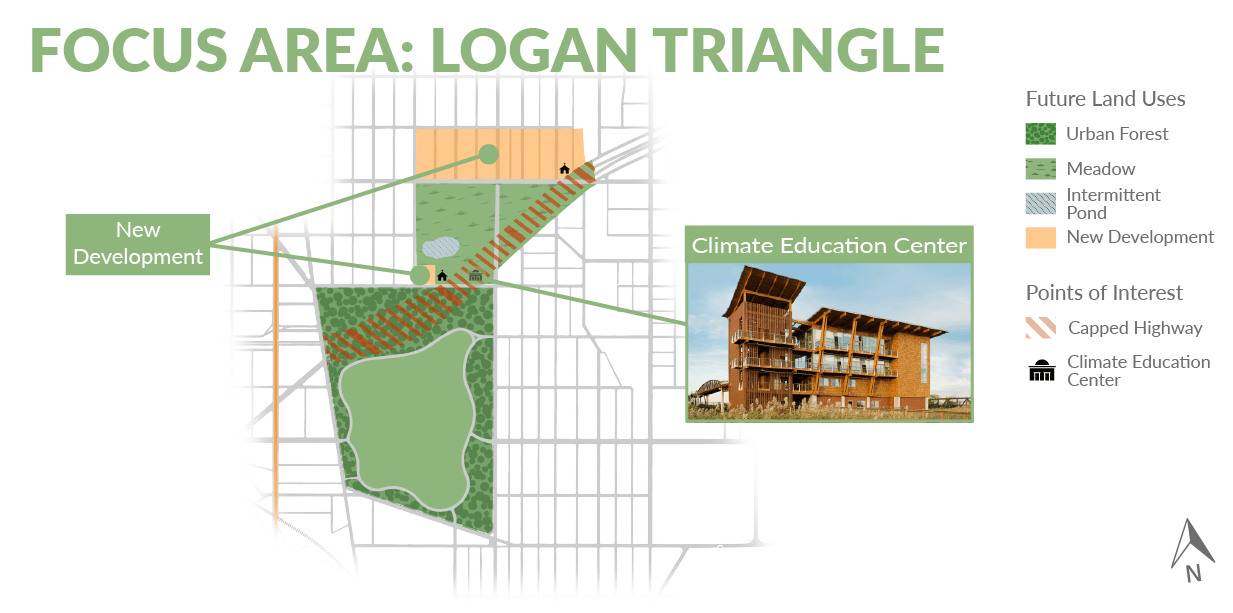 FOCUS AREA: LOGAN TRIANGLE
New
Development
Climate Education Center
Future Land Uses
Urban Forest
Meadow
Intermittent
Pond
New Development
Points of Interest
Capped Highway
Climate Education
Center
N